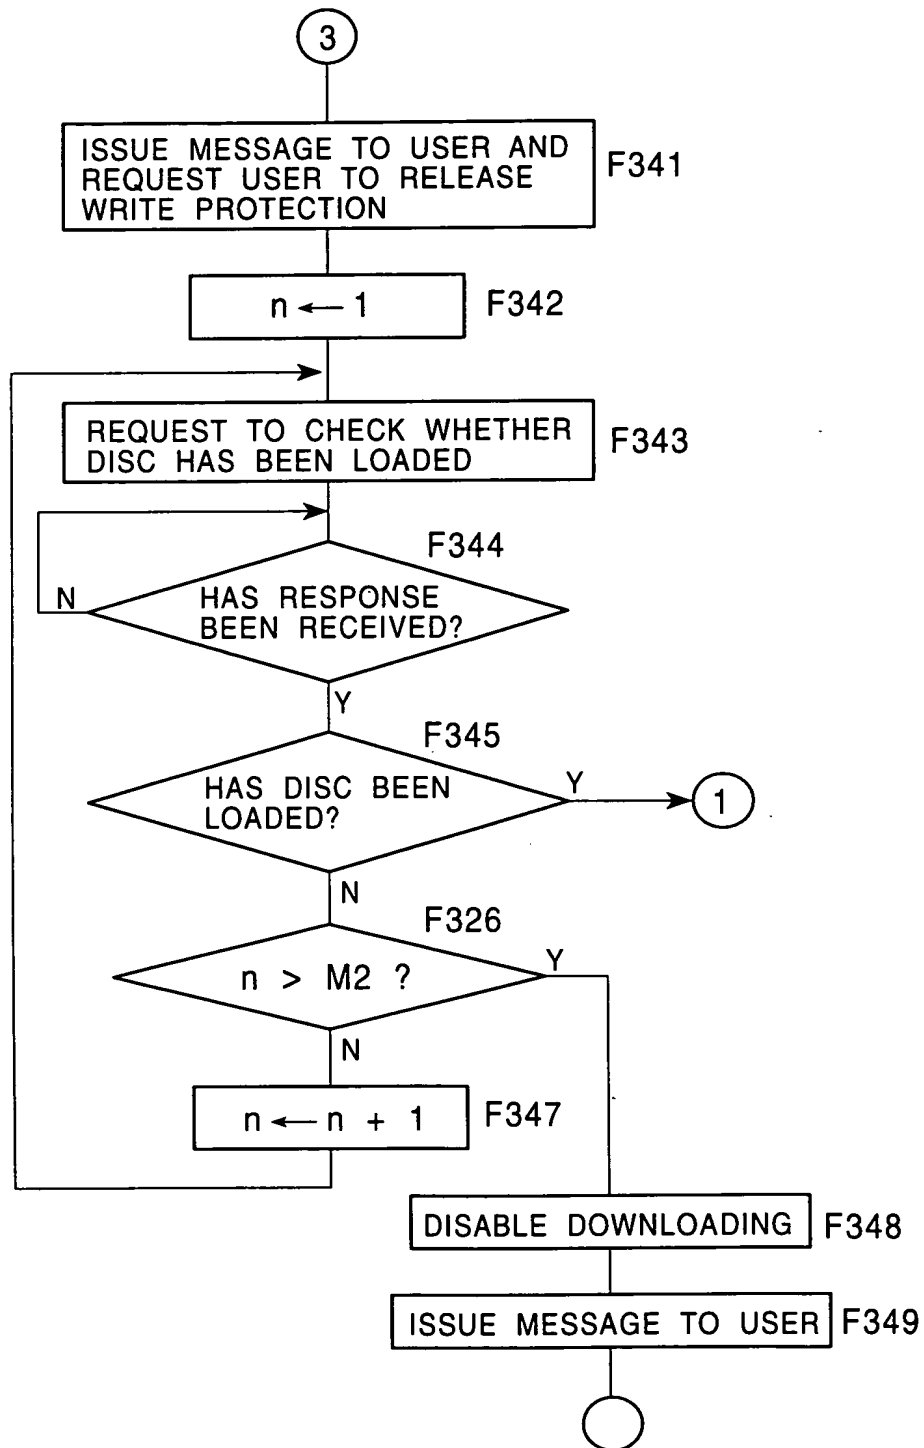 3
ISSUE MESSAGE TO USER AND
REQUEST USER TO RELEASE
WRITE PROTECTION
F341
n ← 1
F342
REQUEST TO CHECK WHETHER
DISC HAS BEEN LOADED
F343
F344
N
HAS RESPONSE
BEEN RECEIVED?
Y
F345
HAS DISC BEEN
LOADED?
Y
1
N
F326
n > M2 ?
Y
N
n ← n + 1
F347
DISABLE DOWNLOADING
F348
ISSUE MESSAGE TO USER
F349